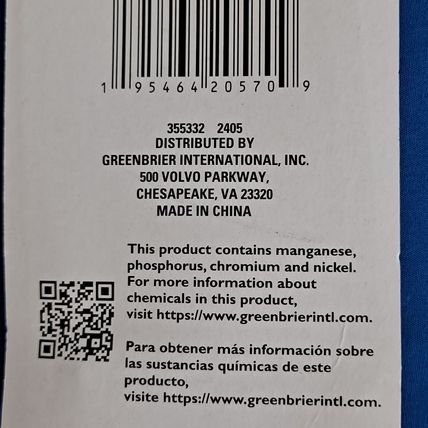 1 95464 20570 9
355332 2405
DISTRIBUTED BY
GREENBRIER INTERNATIONAL, INC.
500 VOLVO PARKWAY,
CHESAPEAKE, VA 23320
MADE IN CHINA
This product contains manganese,
phosphorus, chromium and nickel.
For more information about
chemicals in this product,
visit https://www.greenbrierintl.com.
Para obtener más información sobre
las sustancias químicas de este
producto,
visite https://www.greenbrierintl.com.